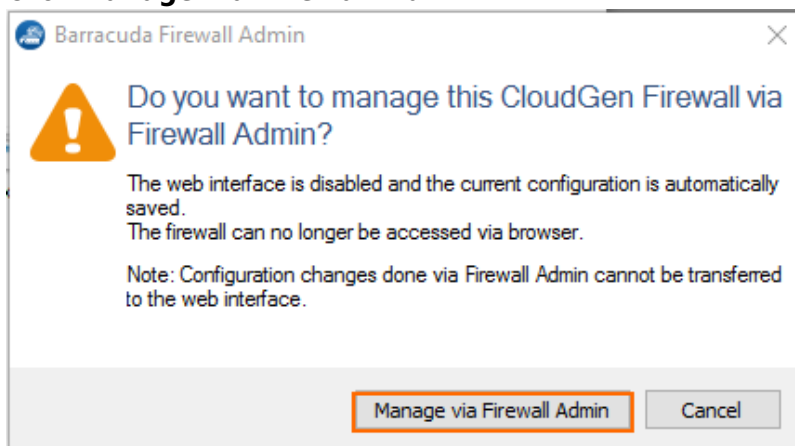 Barracuda Firewall Admin
Do you want to manage this CloudGen Firewall via
Firewall Admin?
The web interface is disabled and the current configuration is automatically
saved.
The firewall can no longer be accessed via browser.
Note: Configuration changes done via Firewall Admin cannot be transferred
to the web interface.
Manage via Firewall Admin
Cancel